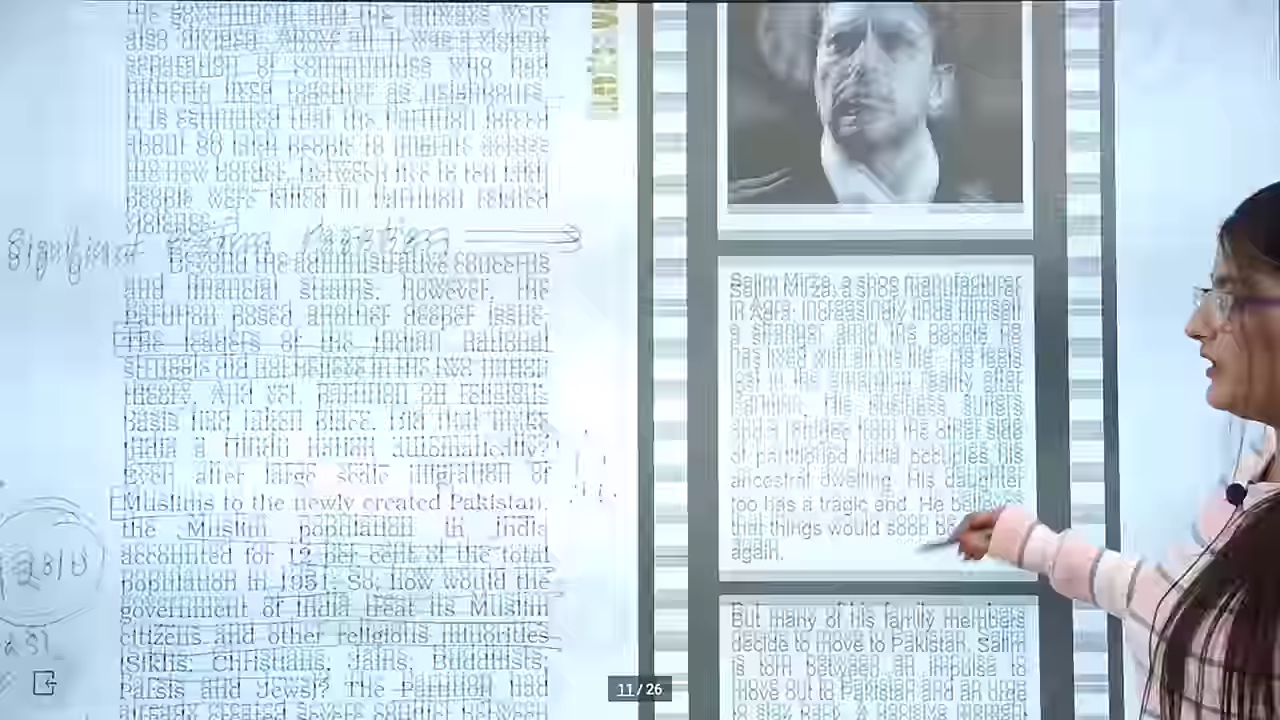 the government and the railways were
also divided. Above all, it was a violent
separation of communities who had
hitherto lived together as neighbours.
It is estimated that the Partition forced
about 80 lakh people to migrate across
the new border. Between five to ten lakh
people were killed in Partition related
violence.
Significant
Beyond the administrative concerns
and financial strains, however, the
Partition posed another deeper issue.
The leaders of the Indian national
struggle did not believe in the two nation
theory. And yet, partition on religious
basis had taken place. Did that make
India a Hindu nation automatically?
Even after large scale migration of
Muslims to the newly created Pakistan,
the Muslim population in India
accounted for 12 per cent of the total
population in 1951. So, how would the
government of India treat its Muslim
citizens and other religious minorities
(Sikhs, Christians, Jains, Buddhists,
Parsis and Jews)? The Partition had
already created severe conflict between
Salim Mirza, a shoe manufacturer
in Agra, increasingly finds himself
a stranger amid the people he
has lived with all his life. He feels
lost in the emerging reality after
Partition. His business suffers
and a refugee from the other side
of partitioned India occupies his
ancestral dwelling. His daughter
too has a tragic end. He believes
that things would soon be
again.
But many of his family members
decide to move to Pakistan. Salim
is torn between an impulse to
move out to Pakistan and an urge
to stay back. A decisive moment
11 / 26